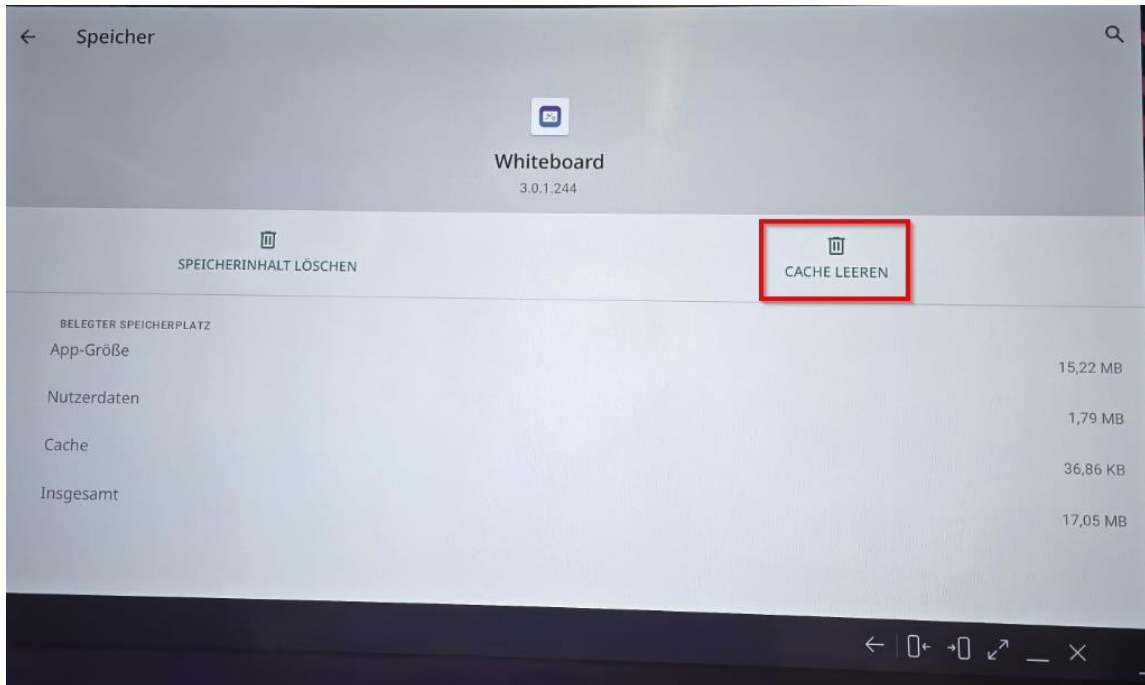 Speicher
Whiteboard
3.0.1.244
SPEICHERINHALT LÖSCHEN
CACHE LEEREN
BELEGTER SPEICHERPLATZ
App-Größe
15,22 MB
Nutzerdaten
1,79 MB
Cache
36,86 KB
Insgesamt
17,05 MB